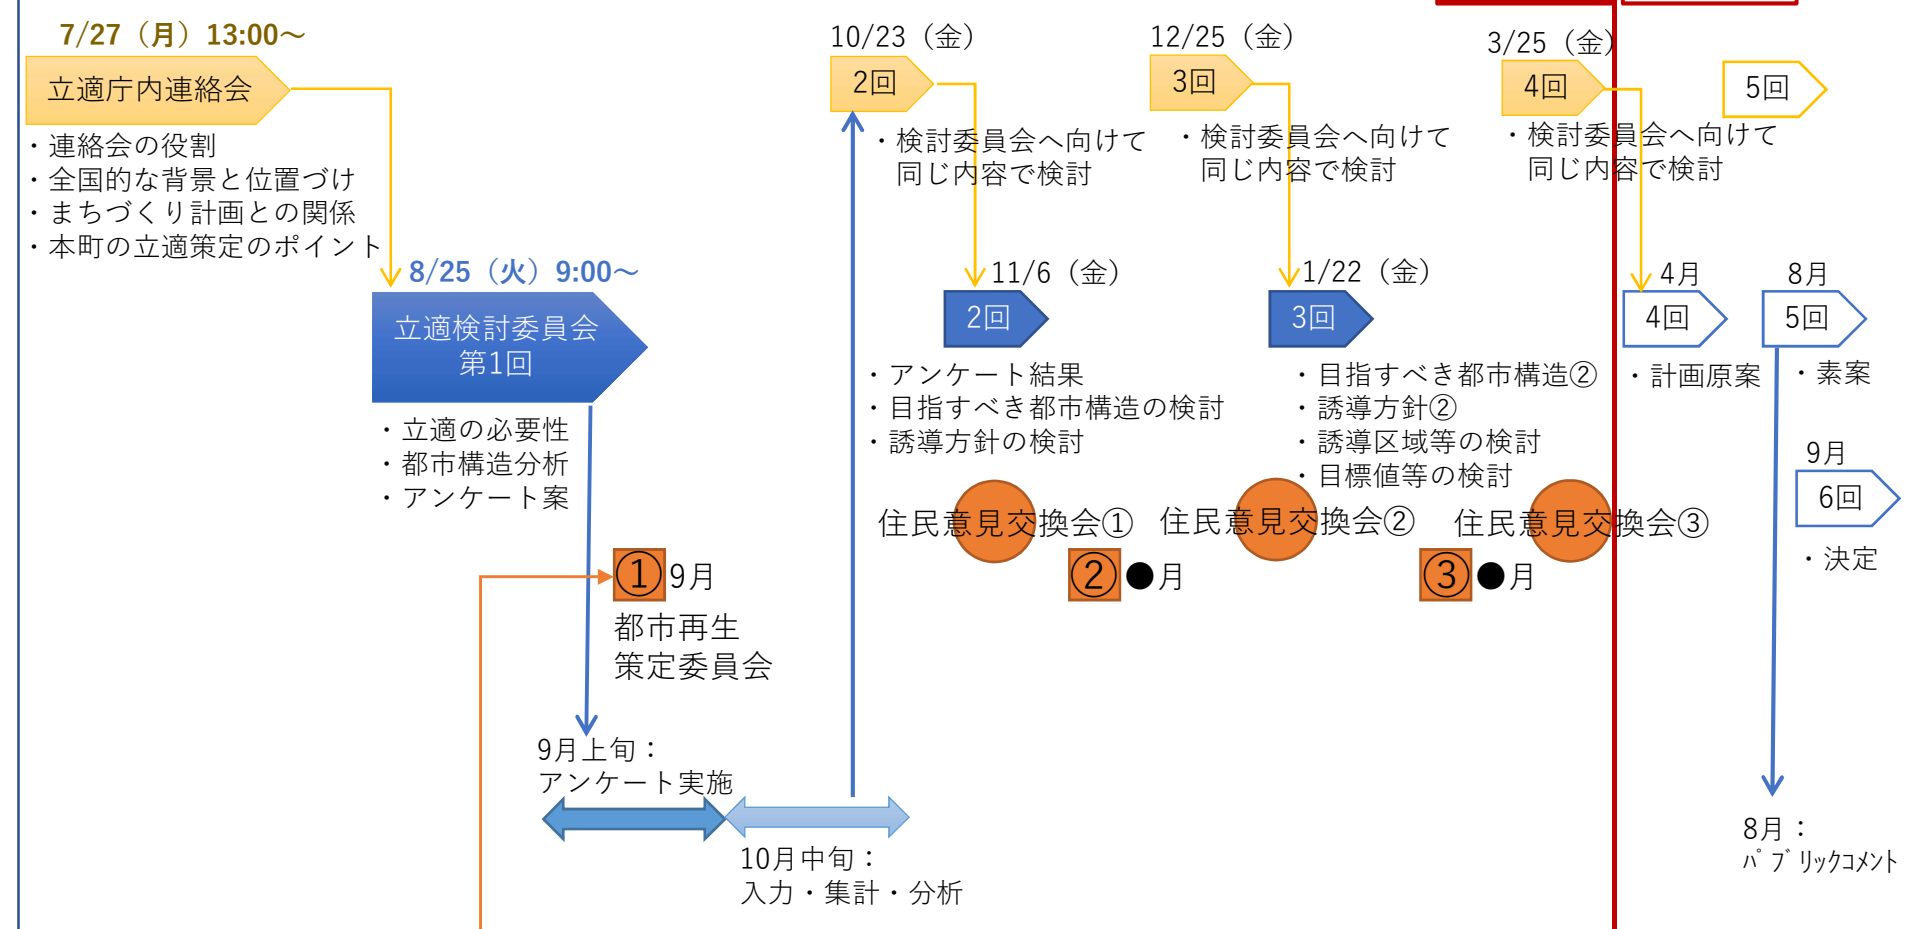 7/27（月）13:00～
立適庁内連絡会
・連絡会の役割
・全国的な背景と位置づけ
・まちづくり計画との関係
・本町の立適策定のポイント
8/25（火）9:00～
立適検討委員会
第1回
・立適の必要性
・都市構造分析
・アンケート案
① 9月
都市再生
策定委員会
9月上旬：
アンケート実施
10月中旬：
入力・集計・分析
10/23（金）
2回
・検討委員会へ向けて
同じ内容で検討
11/6（金）
2回
・アンケート結果
・目指すべき都市構造の検討
・誘導方針の検討
住民意見交換会①
② ●月
12/25（金）
3回
・検討委員会へ向けて
同じ内容で検討
1/22（金）
3回
・目指すべき都市構造②
・誘導方針②
・誘導区域等の検討
・目標値等の検討
住民意見交換会②
③ ●月
3/25（金）
4回
・検討委員会へ向けて
同じ内容で検討
住民意見交換会③
4月
4回
・計画原案
5回
8月
5回
・素案
9月
6回
・決定
8月：
ﾊﾟﾌﾞﾘｯｸｺﾒﾝﾄ